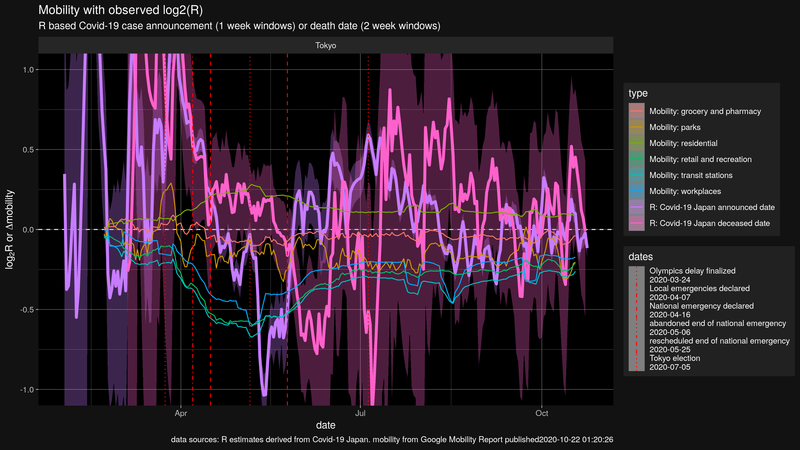 Mobility with observed log2(R)
R based Covid-19 case announcement (1 week windows) or death date (2 week windows)
Tokyo
1.0
0.5
0.0
-0.5
-1.0
log₂R or Δmobility
Apr
Jul
Oct
date
type
Mobility: grocery and pharmacy
Mobility: parks
Mobility: residential
Mobility: retail and recreation
Mobility: transit stations
Mobility: workplaces
R: Covid-19 Japan announced date
R: Covid-19 Japan deceased date
dates
Olympics delay finalized
2020-03-24
Local emergencies declared
2020-04-07
National emergency declared
2020-04-16
abandoned end of national emergency
2020-05-06
rescheduled end of national emergency
2020-05-25
Tokyo election
2020-07-05
data sources: R estimates derived from Covid-19 Japan. mobility from Google Mobility Report published2020-10-22 01:20:26